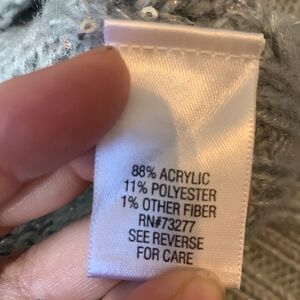 88% ACRYLIC
11% POLYESTER
1% OTHER FIBER
RN#73277
SEE REVERSE
FOR CARE